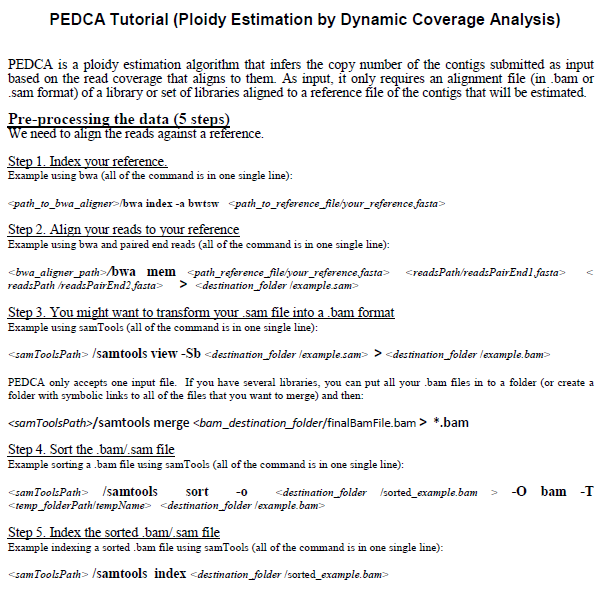 PEDCA Tutorial (Ploidy Estimation by Dynamic Coverage Analysis)
PEDCA is a ploidy estimation algorithm that infers the copy number of the contigs submitted as input
based on the read coverage that aligns to them. As input, it only requires an alignment file (in .bam or
.sam format) of a library or set of libraries aligned to a reference file of the contigs that will be estimated.
Pre-processing the data (5 steps)
We need to align the reads against a reference.
Step 1. Index your reference.
Example using bwa (all of the command is in one single line):
<path_to_bwa_aligner>/bwa index -a bwtsw <path_to_reference_file/your_reference.fasta>
Step 2. Align your reads to your reference
Example using bwa and paired end reads (all of the command is in one single line):
<bwa_aligner_path>/bwa mem <path_reference_file/your_reference.fasta> <readsPath/readsPairEnd1.fasta> <
readsPath /readsPairEnd2.fasta> > <destination_folder /example.sam>
Step 3. You might want to transform your .sam file into a .bam format
Example using samTools (all of the command is in one single line):
<samToolsPath> /samtools view -Sb <destination_folder /example.sam> > <destination_folder /example.bam>
PEDCA only accepts one input file. If you have several libraries, you can put all your .bam files in to a folder (or create a
folder with symbolic links to all of the files that you want to merge) and then:
<samToolsPath>/samtools merge <bam_destination_folder/finalBamFile.bam > *.bam
Step 4. Sort the .bam/.sam file
Example sorting a .bam file using samTools (all of the command is in one single line):
<samToolsPath> /samtools sort -o <destination_folder /sorted_example.bam > -O bam -T
<temp_folderPath/tempName> <destination_folder /example.bam>
Step 5. Index the sorted .bam/.sam file
Example indexing a sorted .bam file using samTools (all of the command is in one single line):
<samToolsPath> /samtools index <destination_folder /sorted_example.bam>